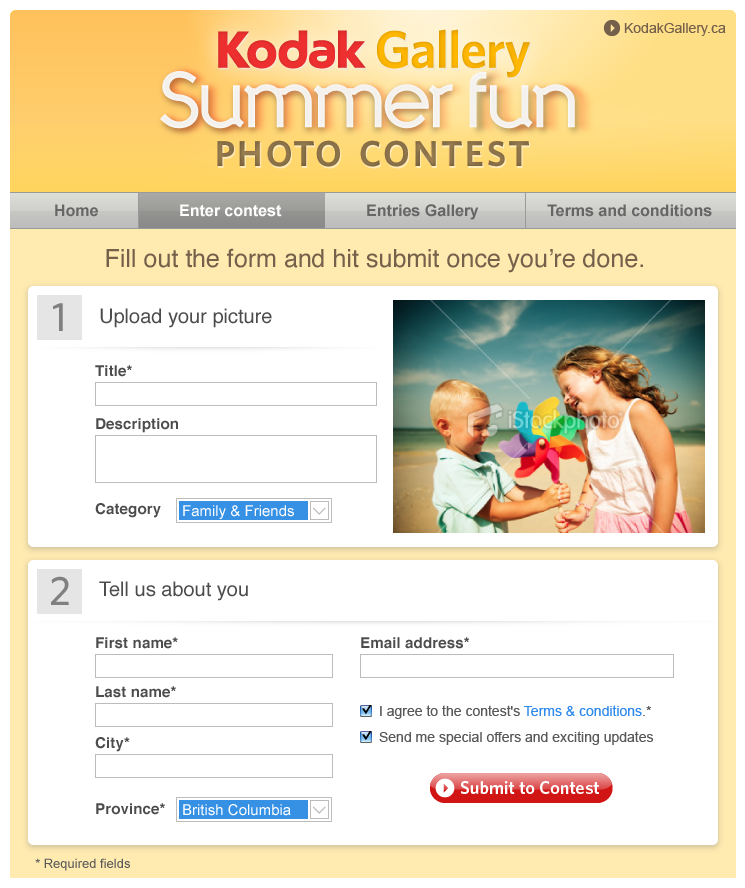 KodakGallery.ca
Kodak Gallery
Summer fun
PHOTO CONTEST
Home
Enter contest
Entries Gallery
Terms and conditions
Fill out the form and hit submit once you’re done.
1
Upload your picture
Title*
Description
Category
Family & Friends
iStockphoto
2
Tell us about you
First name*
Email address*
Last name*
I agree to the contest's Terms & conditions.*
Send me special offers and exciting updates
City*
Province*
British Columbia
Submit to Contest
* Required fields